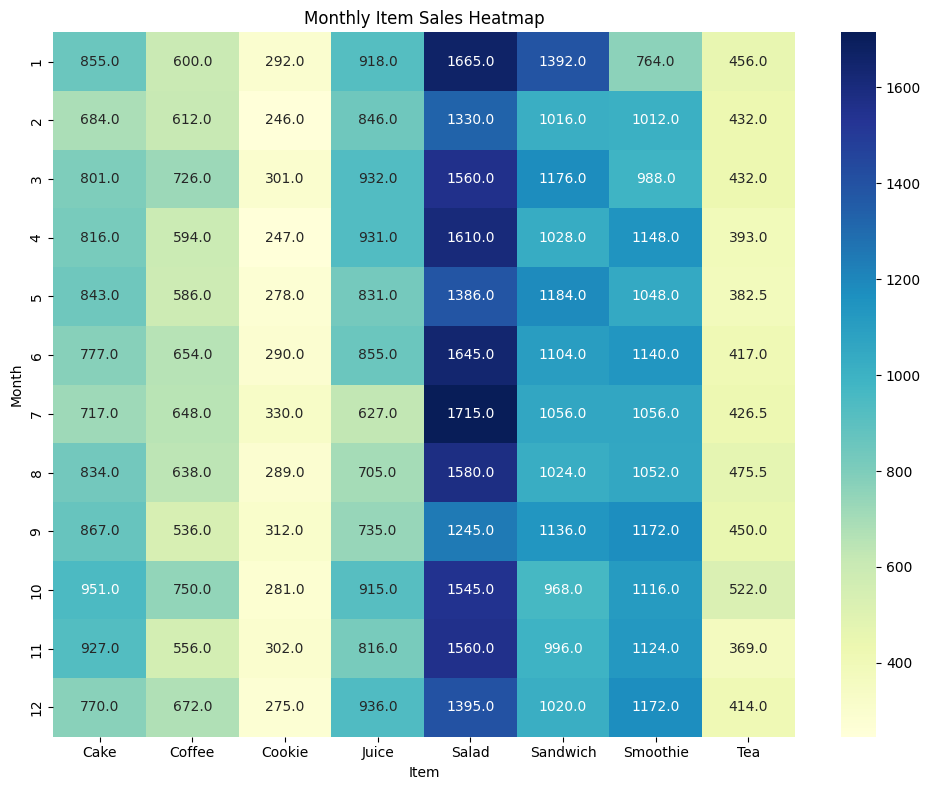 Monthly Item Sales Heatmap
1 855.0 600.0 292.0 918.0 1665.0 1392.0 764.0 456.0
2 684.0 612.0 246.0 846.0 1330.0 1016.0 1012.0 432.0
3 801.0 726.0 301.0 932.0 1560.0 1176.0 988.0 432.0
4 816.0 594.0 247.0 931.0 1610.0 1028.0 1148.0 393.0
5 843.0 586.0 278.0 831.0 1386.0 1184.0 1048.0 382.5
6 777.0 654.0 290.0 855.0 1645.0 1104.0 1140.0 417.0
7 717.0 648.0 330.0 627.0 1715.0 1056.0 1056.0 426.5
8 834.0 638.0 289.0 705.0 1580.0 1024.0 1052.0 475.5
9 867.0 536.0 312.0 735.0 1245.0 1136.0 1172.0 450.0
10 951.0 750.0 281.0 915.0 1545.0 968.0 1116.0 522.0
11 927.0 556.0 302.0 816.0 1560.0 996.0 1124.0 369.0
12 770.0 672.0 275.0 936.0 1395.0 1020.0 1172.0 414.0
Cake Coffee Cookie Juice Salad Sandwich Smoothie Tea
Item
Month
1600
1400
1200
1000
800
600
400